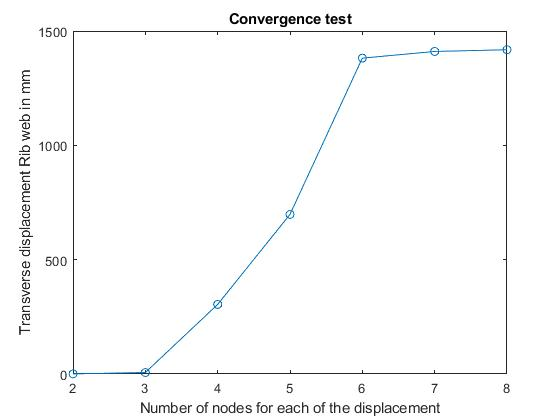 Convergence test
1500
1000
500
0
Transverse displacement Rib web in mm
2 3 4 5 6 7 8
Number of nodes for each of the displacement